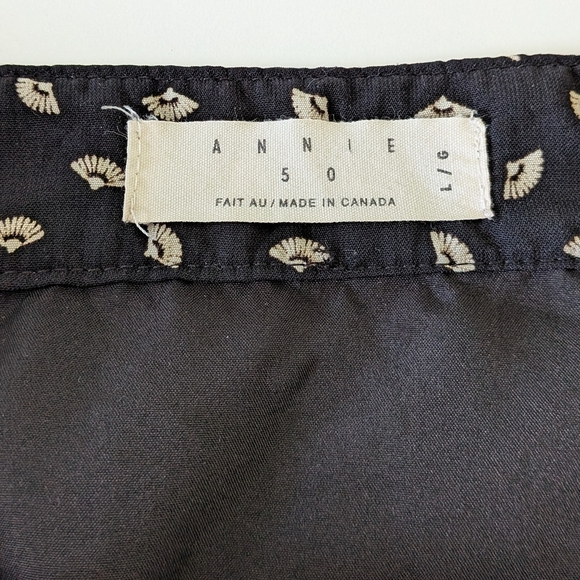 ANNIE
50
FAIT AU / MADE IN CANADA
L / G